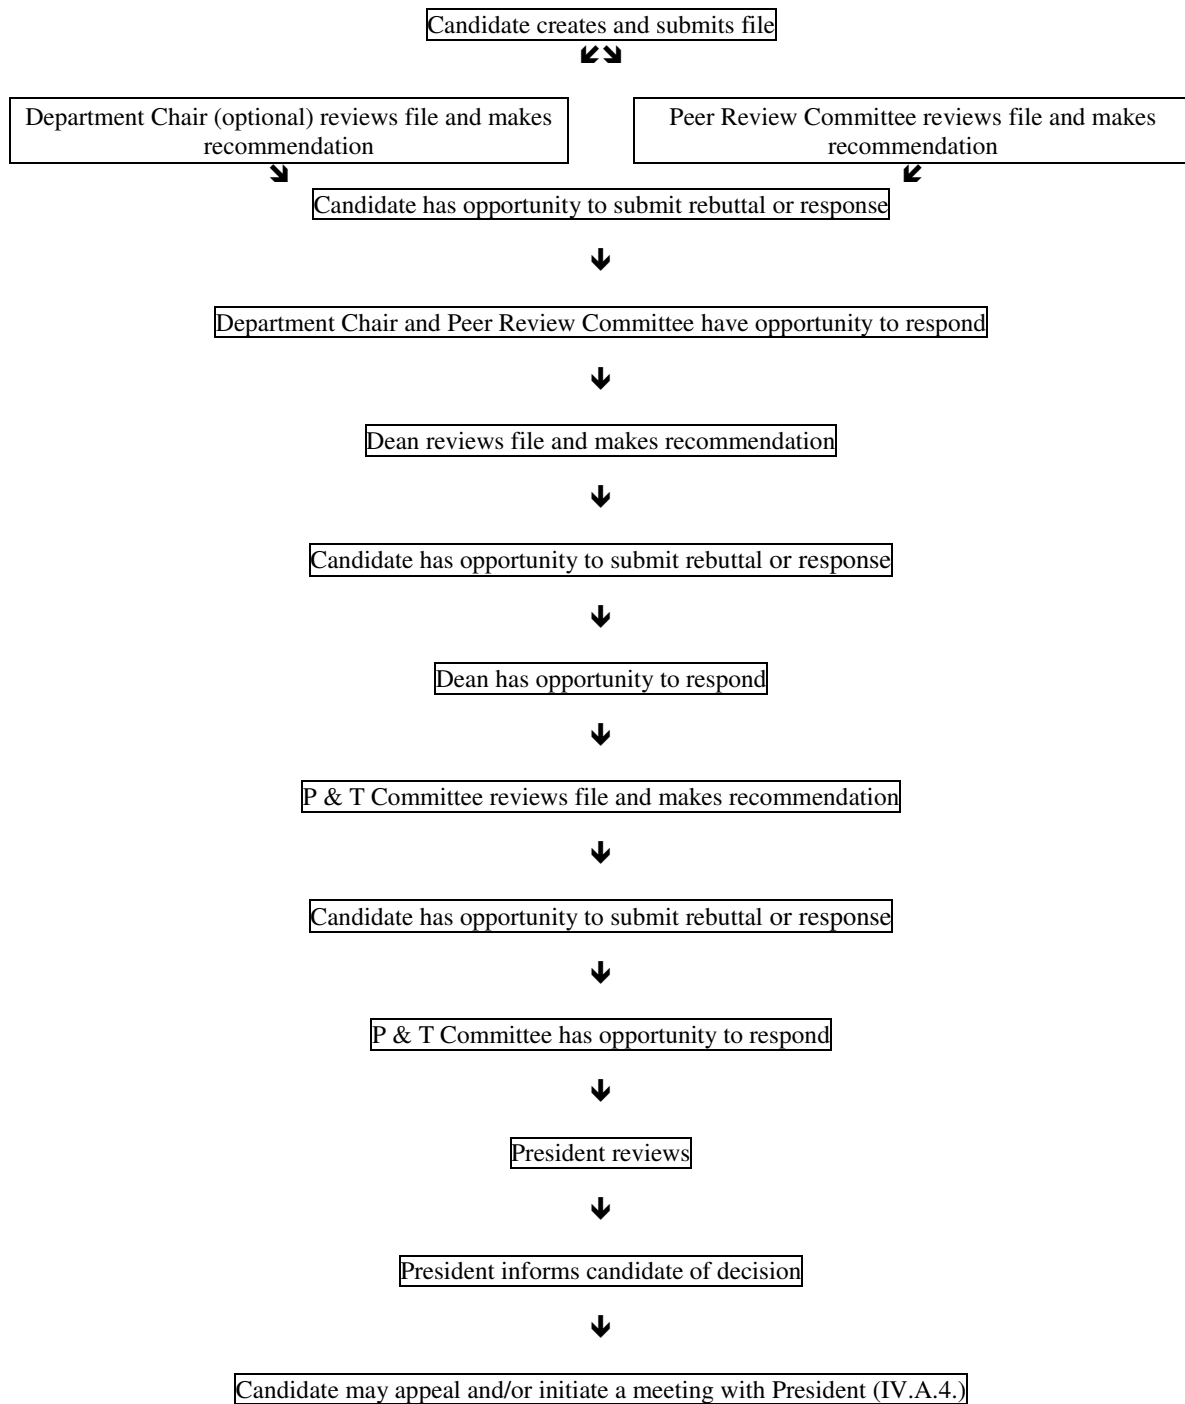 Candidate creates and submits file
Department Chair (optional) reviews file and makes
recommendation
Peer Review Committee reviews file and makes
recommendation
Candidate has opportunity to submit rebuttal or response
Department Chair and Peer Review Committee have opportunity to respond
Dean reviews file and makes recommendation
Candidate has opportunity to submit rebuttal or response
Dean has opportunity to respond
P & T Committee reviews file and makes recommendation
Candidate has opportunity to submit rebuttal or response
P & T Committee has opportunity to respond
President reviews
President informs candidate of decision
Candidate may appeal and/or initiate a meeting with President (IV.A.4.)